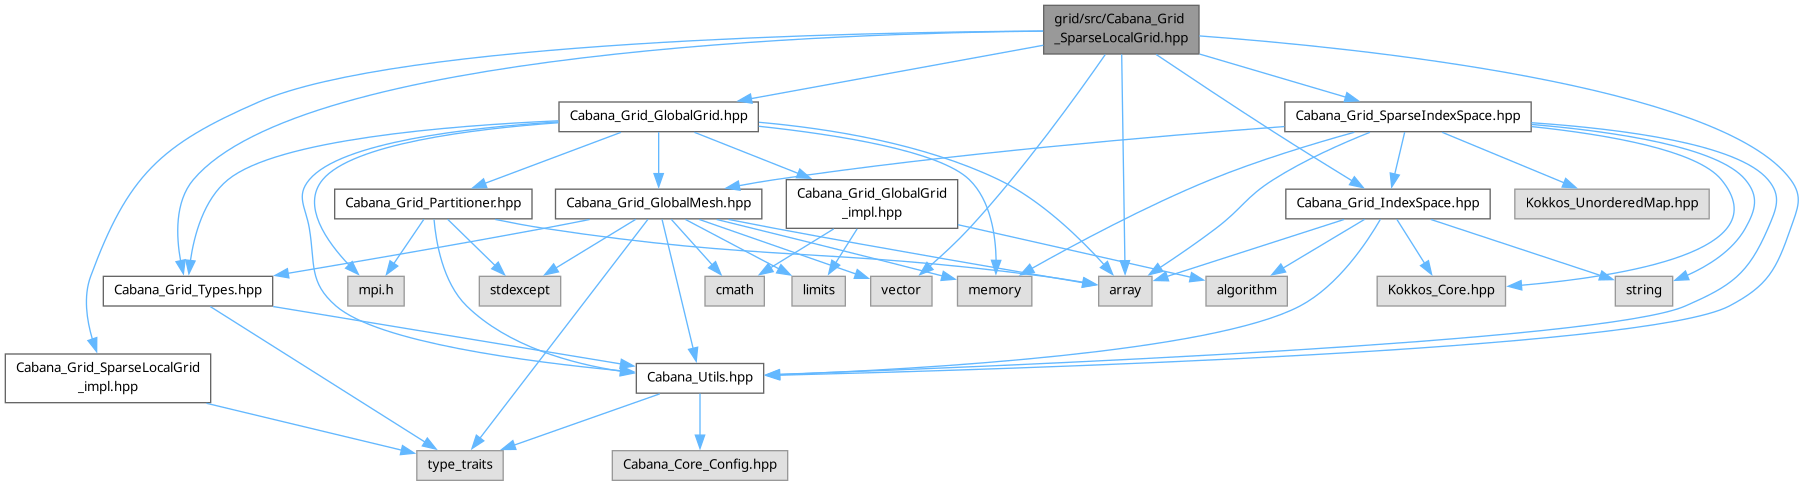 grid/src/Cabana_Grid
_SparseLocalGrid.hpp
Cabana_Grid_GlobalGrid.hpp
Cabana_Grid_SparseIndexSpace.hpp
Cabana_Grid_Partitioner.hpp
Cabana_Grid_GlobalMesh.hpp
Cabana_Grid_GlobalGrid
_impl.hpp
Cabana_Grid_IndexSpace.hpp
Kokkos_UnorderedMap.hpp
Cabana_Grid_Types.hpp
mpi.h
stdexcept
cmath
limits
vector
memory
array
algorithm
Kokkos_Core.hpp
string
Cabana_Grid_SparseLocalGrid
_impl.hpp
Cabana_Utils.hpp
type_traits
Cabana_Core_Config.hpp